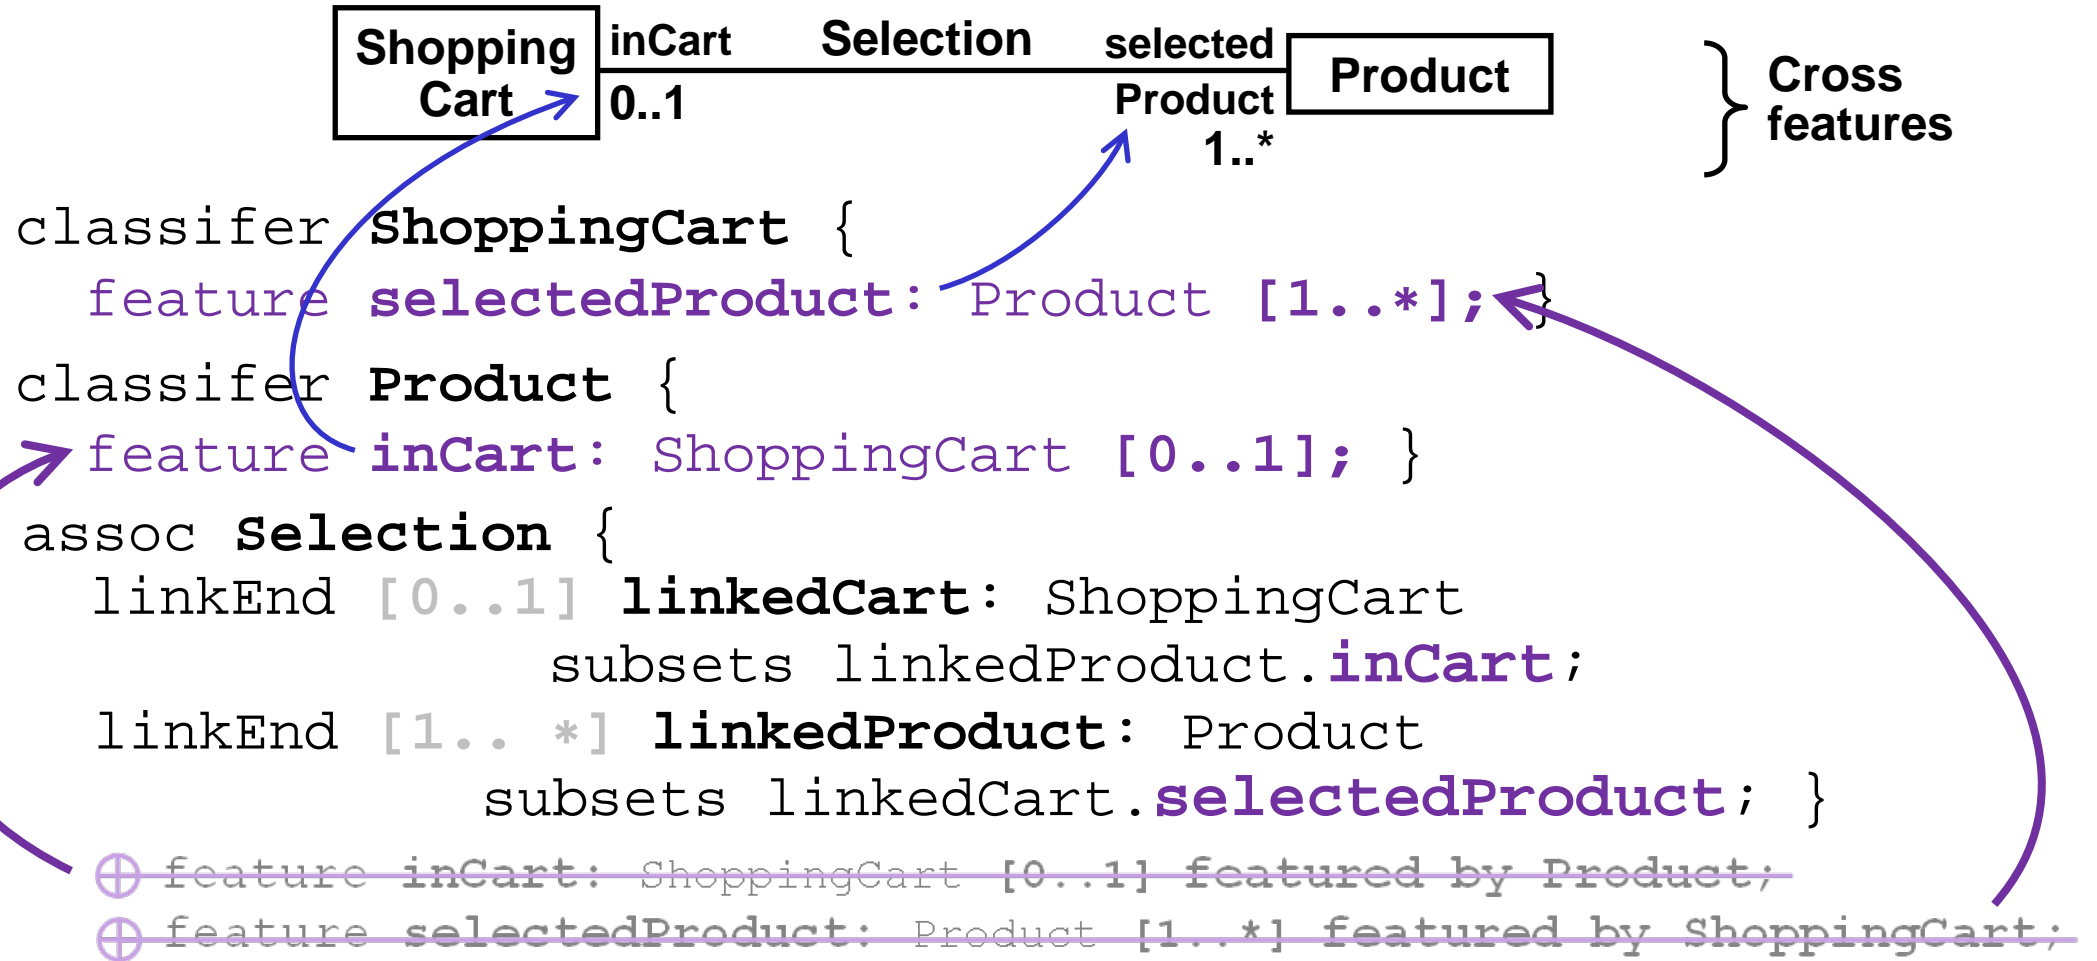 Shopping
Cart
inCart
0..1
Selection
selected
Product
1..*
Product
Cross
features
classifer ShoppingCart {
feature selectedProduct: Product [1..*]; }
classifer Product {
feature inCart: ShoppingCart [0..1]; }
assoc Selection {
linkEnd [0..1] linkedCart: ShoppingCart
subsets linkedProduct.inCart;
linkEnd [1.. *] linkedProduct: Product
subsets linkedCart.selectedProduct; }
feature inCart: ShoppingCart [0..1] featured by Product;
feature selectedProduct: Product [1..*] featured by ShoppingCart;